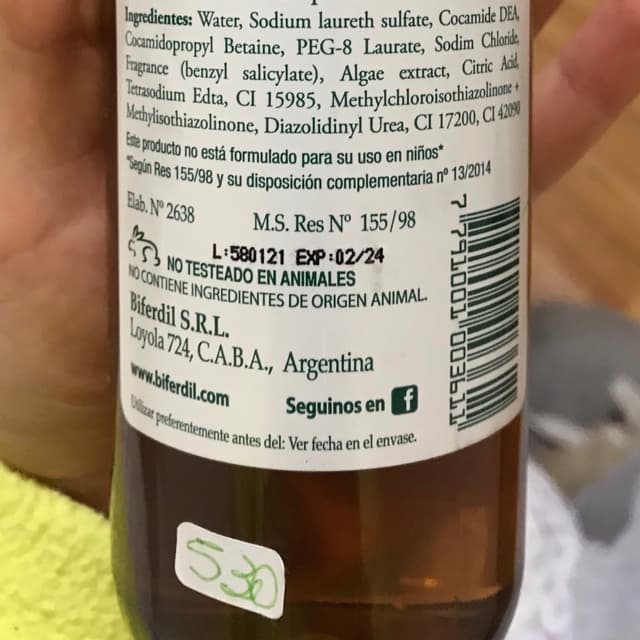 Ingredientes: Water, Sodium laureth sulfate, Cocamide DEA,
Cocamidopropyl Betaine, PEG-8 Laurate, Sodim Chloride,
Fragrance (benzyl salicylate), Algae extract, Citric Acid,
Tetrasodium Edta, CI 15985, Methylchloroisothiazolinone +
Methylisothiazolinone, Diazolidinyl Urea, CI 17200, CI 42090
Este producto no está formulado para su uso en niños*
*Según Res 155/98 y su disposición complementaria nº 13/2014
Elab. Nº 2638
M.S. Res Nº 155/98
L:580121 EXP:02/24
NO TESTEADO EN ANIMALES
NO CONTIENE INGREDIENTES DE ORIGEN ANIMAL.
Biferdil S.R.L.
Loyola 724, C.A.B.A., Argentina
www.biferdil.com
Seguinos en f
Utilizar preferentemente antes del: Ver fecha en el envase.
530